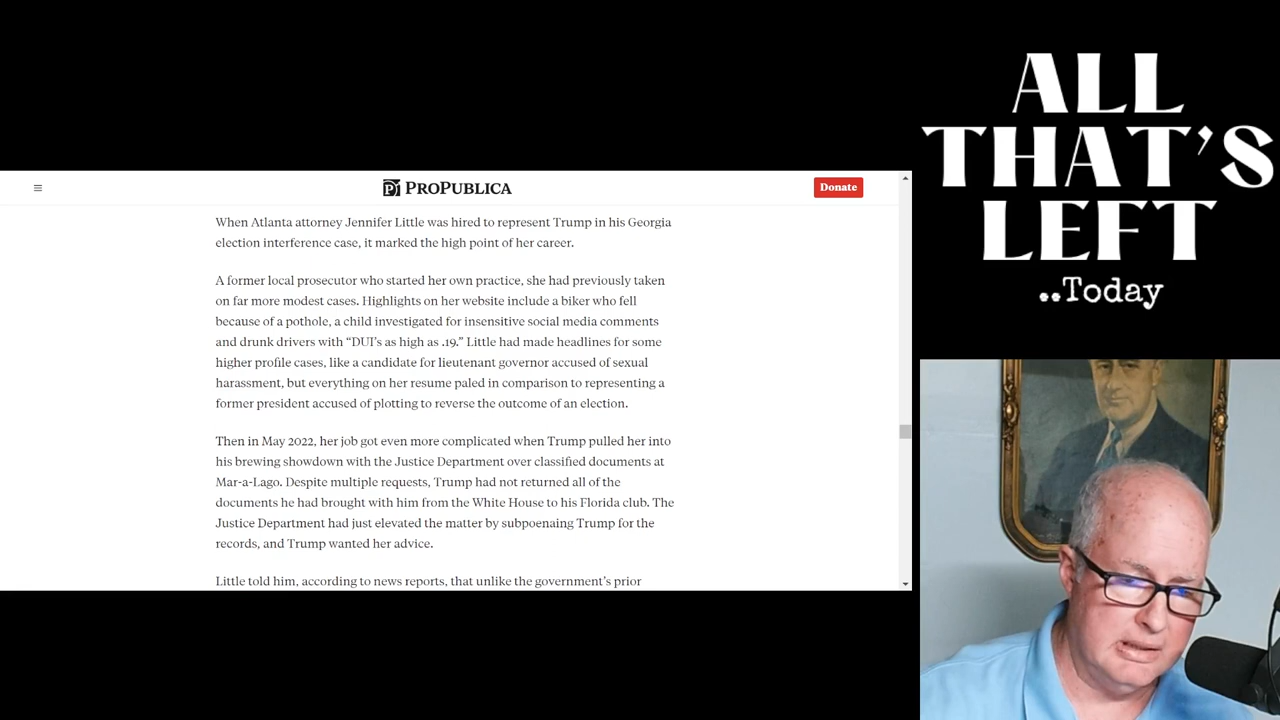 ProPublica
Donate
When Atlanta attorney Jennifer Little was hired to represent Trump in his Georgia
election interference case, it marked the high point of her career.
A former local prosecutor who started her own practice, she had previously taken
on far more modest cases. Highlights on her website include a biker who fell
because of a pothole, a child investigated for insensitive social media comments
and drunk drivers with “DUI’s as high as .19.” Little had made headlines for some
higher profile cases, like a candidate for lieutenant governor accused of sexual
harassment, but everything on her resume paled in comparison to representing a
former president accused of plotting to reverse the outcome of an election.
Then in May 2022, her job got even more complicated when Trump pulled her into
his brewing showdown with the Justice Department over classified documents at
Mar-a-Lago. Despite multiple requests, Trump had not returned all of the
documents he had brought with him from the White House to his Florida club. The
Justice Department had just elevated the matter by subpoenaing Trump for the
records, and Trump wanted her advice.
Little told him, according to news reports, that unlike the government’s prior
ALL
THAT’S
LEFT
..Today